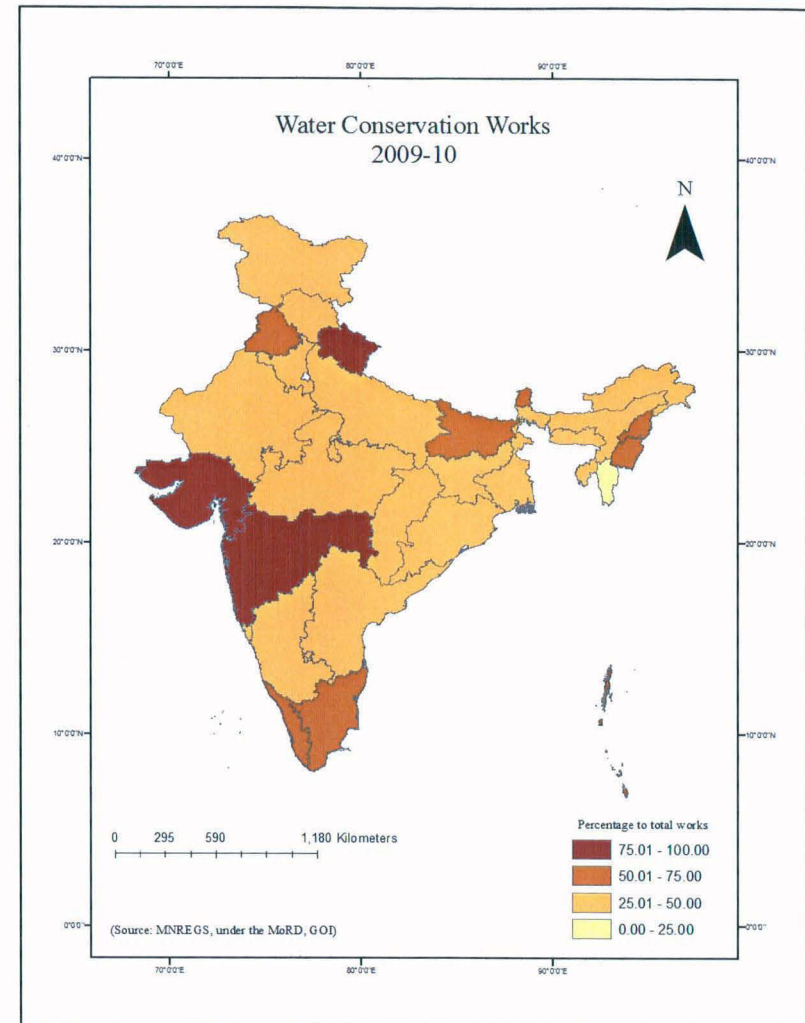 70°0'0"E 80°0'0"E 90°0'0"E
Water Conservation Works
2009-10
40°0'0"N 40°0'0"N
N
30°0'0"N 30°0'0"N
20°0'0"N 20°0'0"N
10°0'0"N 10°0'0"N
0 295 590 1,180 Kilometers
Percentage to total works
75.01 - 100.00
50.01 - 75.00
25.01 - 50.00
0.00 - 25.00
0°0'0" 0°0'0"
(Source: MNREGS, under the MoRD, GOI)
70°0'0"E 80°0'0"E 90°0'0"E